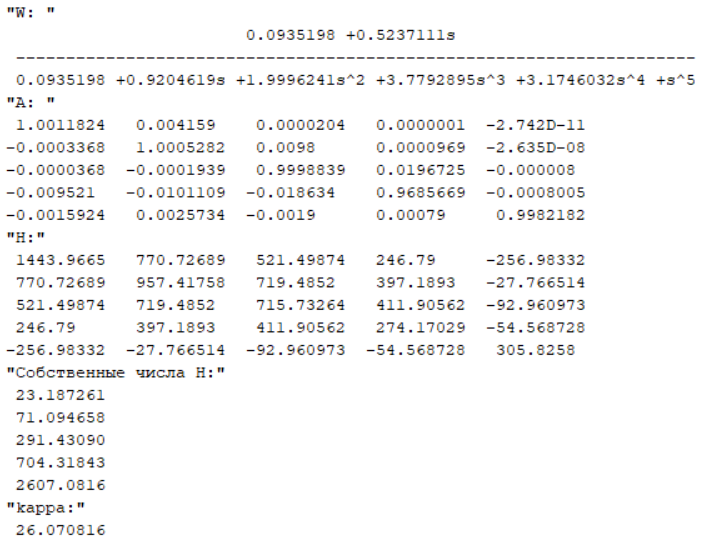 "W: "
0.0935198 +0.5237111s
---------------------------------------------------------------------
0.0935198 +0.9204619s +1.9996241s^2 +3.7792895s^3 +3.1746032s^4 +s^5
"A: "
1.0011824 0.004159 0.0000204 0.0000001 -2.742D-11
-0.0003368 1.0005282 0.0098 0.0000969 -2.635D-08
-0.0000368 -0.0001939 0.9998839 0.0196725 -0.000008
-0.009521 -0.0101109 -0.018634 0.9685669 -0.0008005
-0.0015924 0.0025734 -0.0019 0.00079 0.9982182
"H:"
1443.9665 770.72689 521.49874 246.79 -256.98332
770.72689 957.41758 719.4852 397.1893 -27.766514
521.49874 719.4852 715.73264 411.90562 -92.960973
246.79 397.1893 411.90562 274.17029 -54.568728
-256.98332 -27.766514 -92.960973 -54.568728 305.8258
"Собственные числа H:"
23.187261
71.094658
291.43090
704.31843
2607.0816
"kappa:"
26.070816